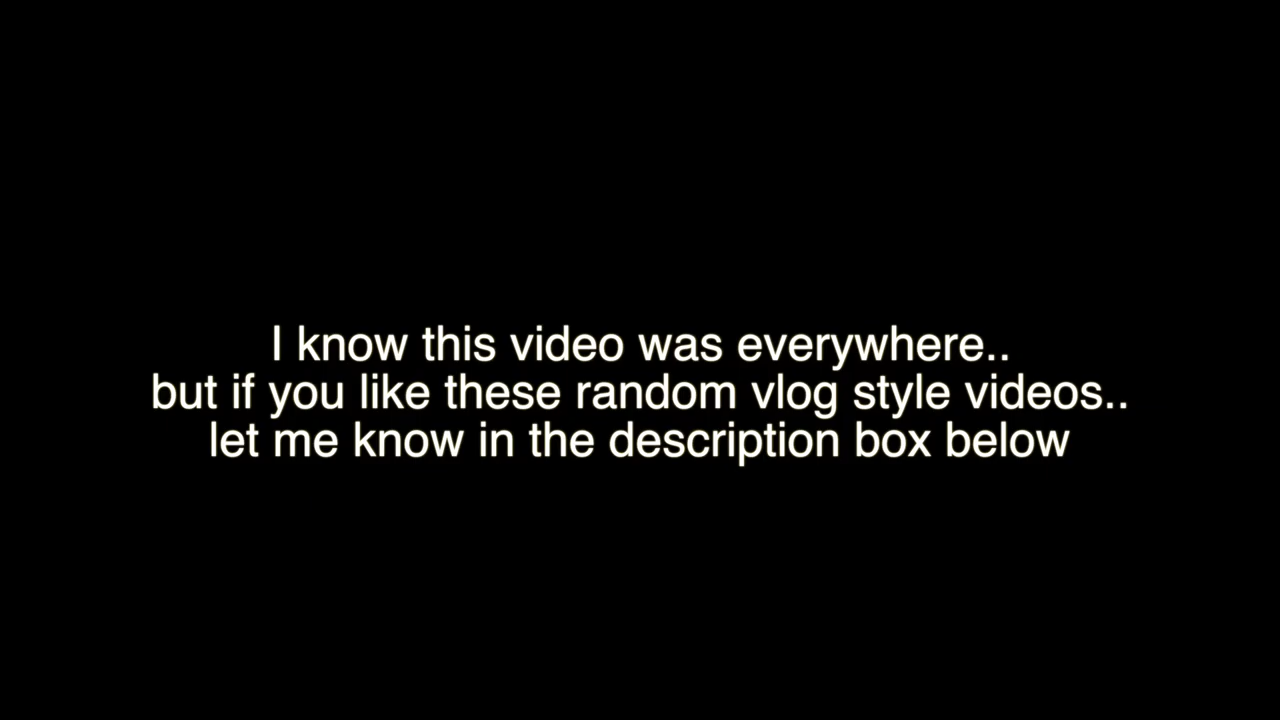 I know this video was everywhere..
but if you like these random vlog style videos..
let me know in the description box below